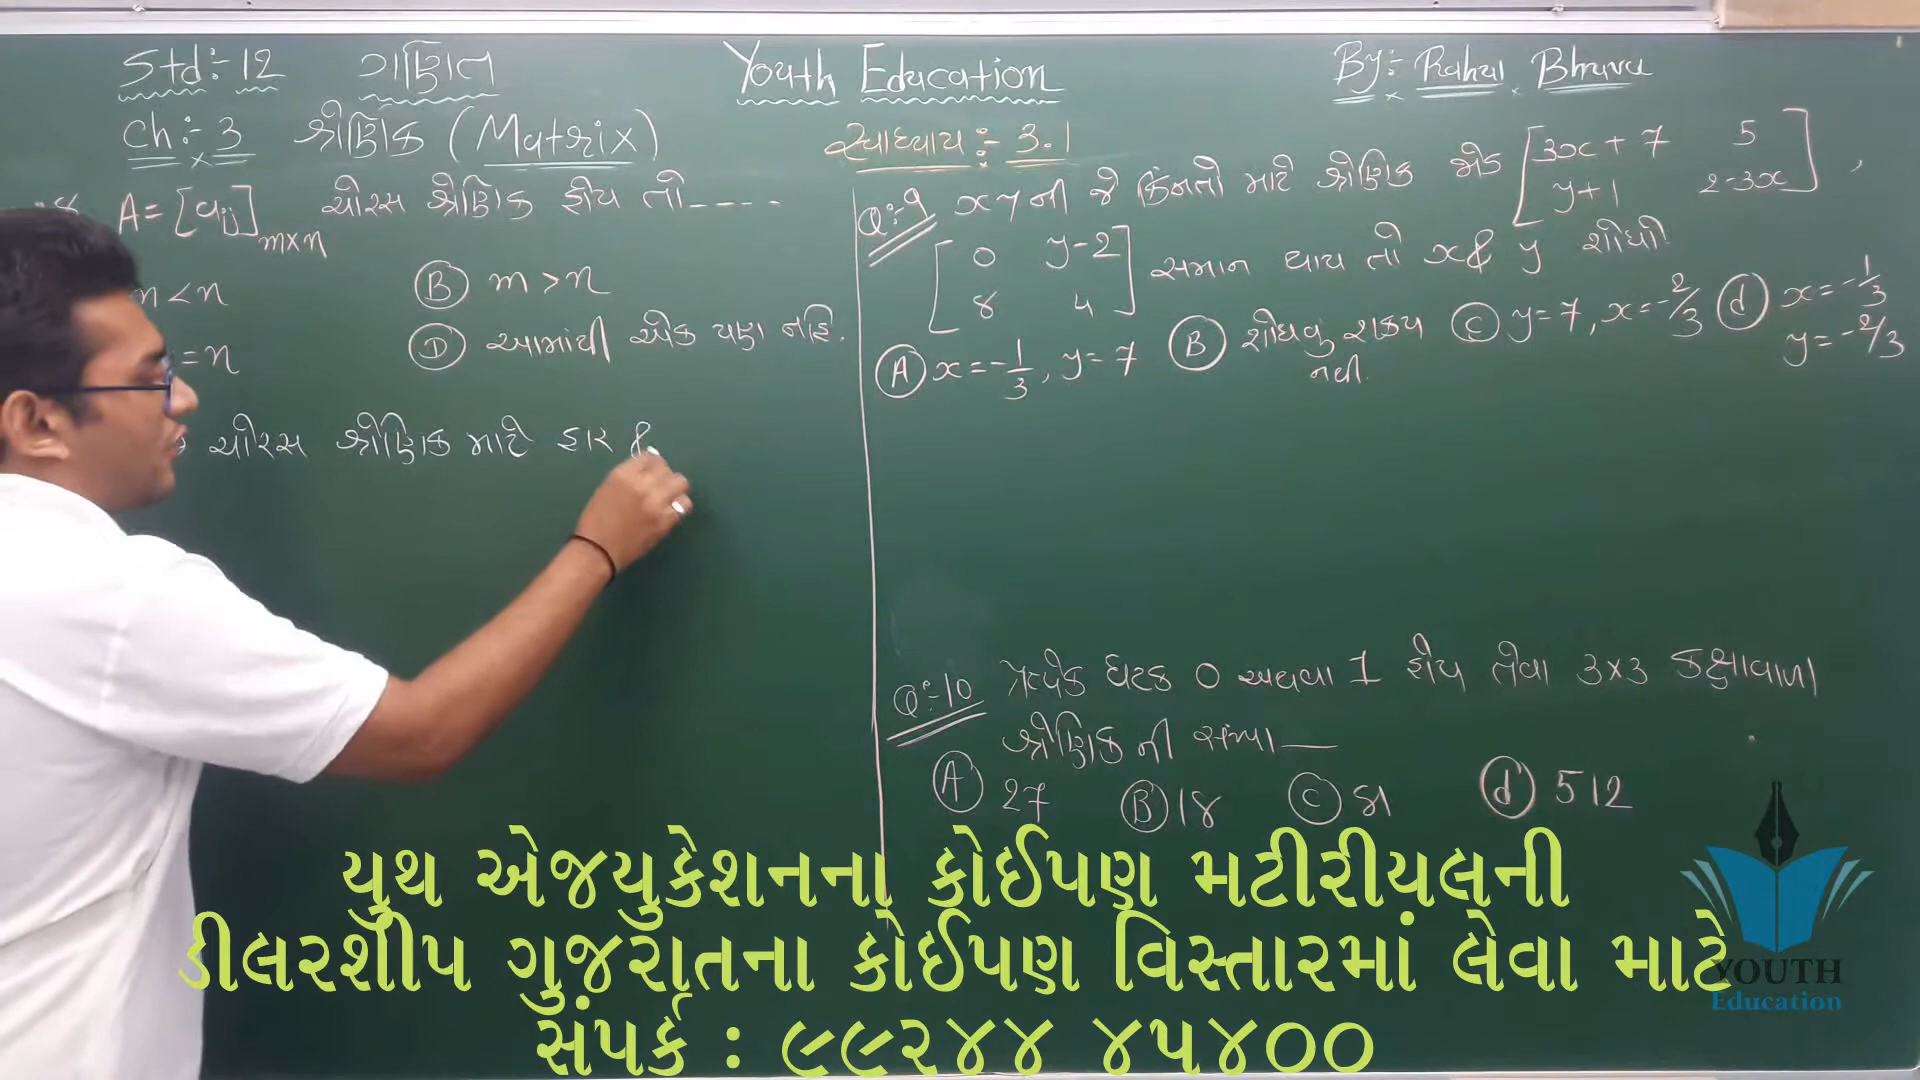 Std:- 12 ગણિત Youth Education By:- Rahul Bhuva
Ch:- 3 શ્રેણિક (Matrix) સ્વાધ્યાય :- 3.1
A = [aij]m×n ચોરસ શ્રેણિક હોય તો----
< n (B) m > n
= n (D) આમાંથી એક પણ નહિ.
ચોરસ શ્રેણિક માટે હાર &
Q:-9 x y ની જે કિંમતો માટે શ્રેણિક [3x + 7 5
y+1 2-3x] ,
[0 y-2
8 4] સમાન થાય તો x & y શોધો
(A) x = -1/3, y = 7 (B) શોધવુ શક્ય નથી. (C) y = 7, x = -2/3 (d) x = -1/3
y = -2/3
Q:-10 પ્રત્યેક ઘટક 0 અથવા 1 હોય તેવા 3×3 કક્ષાવાળા
શ્રેણિક ની સંખ્યા —
(A) 27 (B) 18 (C) 81 (d) 512
યુથ એજયુકેશનના કોઈપણ મટીરીયલની
ડીલરશીપ ગુજરાતના કોઈપણ વિસ્તારમાં લેવા માટે
સંપર્ક : ૯૯૨૪૪ ૪૫૪૦૦
YOUTH
Education